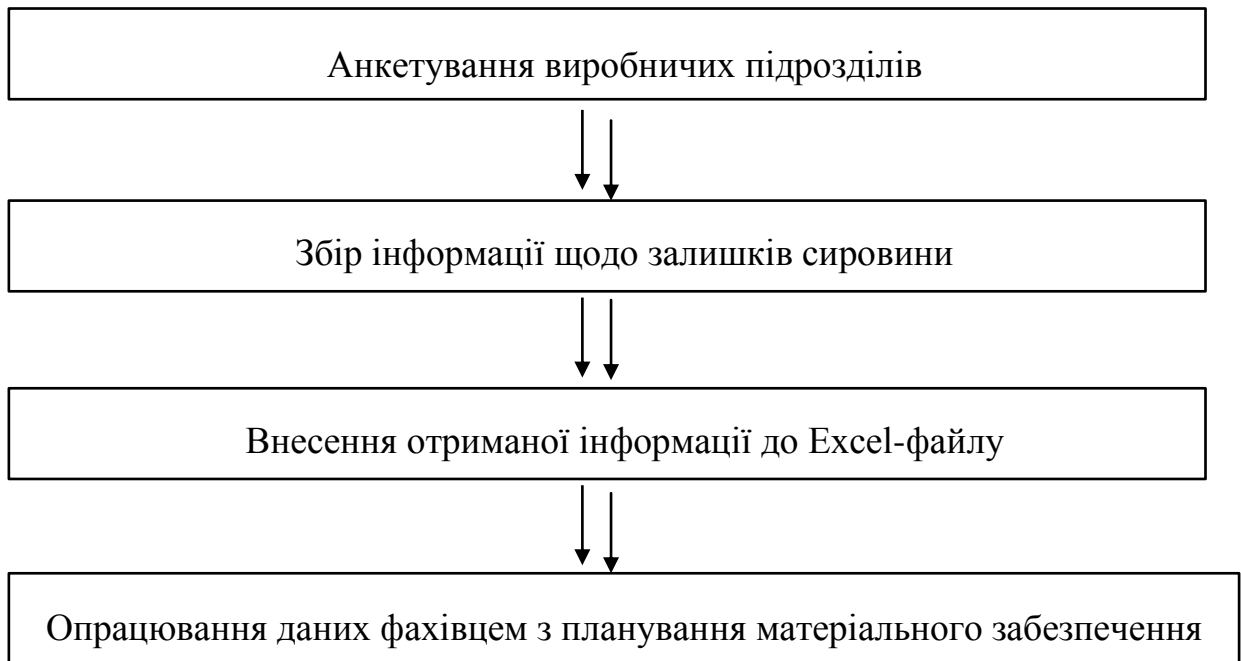 Анкетування виробничих підрозділів
Збір інформації щодо залишків сировини
Внесення отриманої інформації до Excel-файлу
Опрацювання даних фахівцем з планування матеріального забезпечення